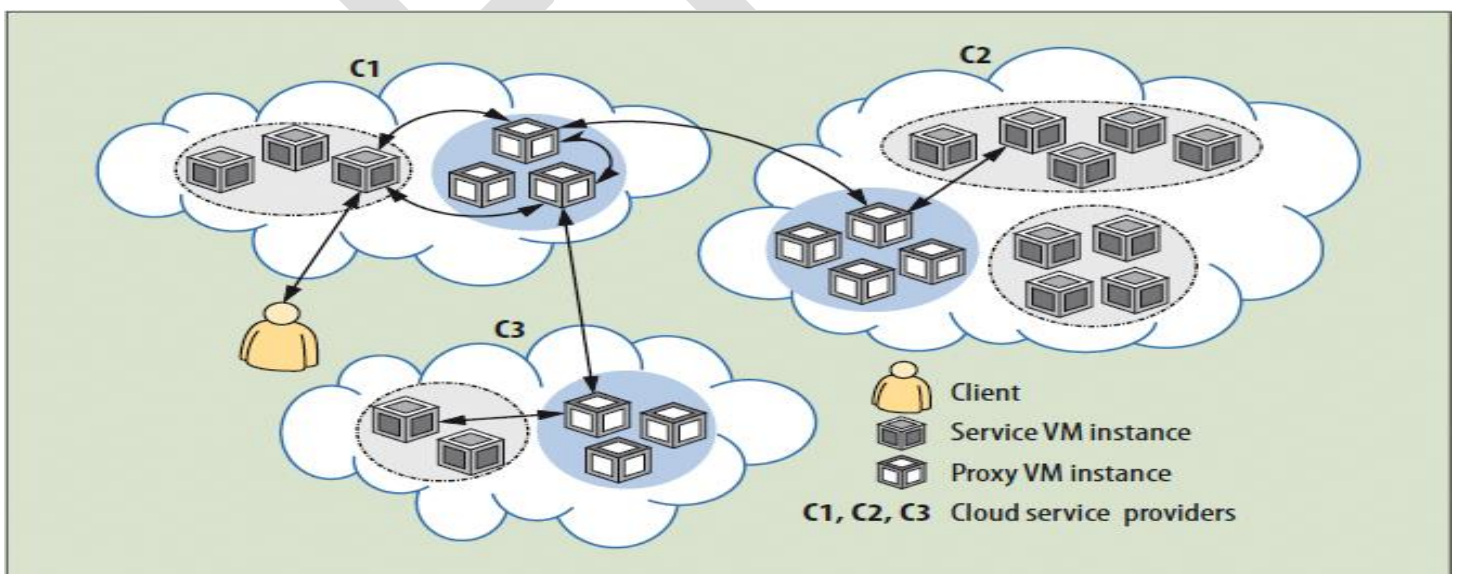 C1
C2
C3
Client
Service VM instance
Proxy VM instance
C1, C2, C3 Cloud service providers